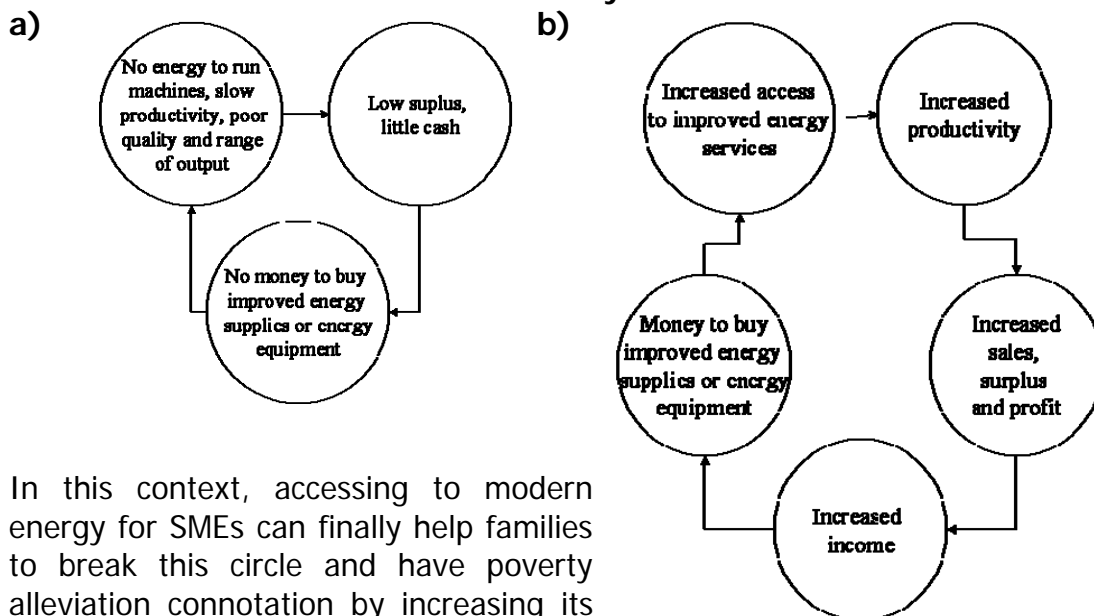 a)
No energy to run
machines, slow
productivity, poor
quality and range
of output
Low suplus,
little cash
No money to buy
improved energy
supplics or cncrgy
equipment
b)
Increased access
to improved energy
services
Increased
productivity
Increased
sales,
surplus
and profit
Increased
income
Money to buy
improved energy
supplics or cncrgy
equipment
In this context, accessing to modern
energy for SMEs can finally help families
to break this circle and have poverty
alleviation connotation by increasing its